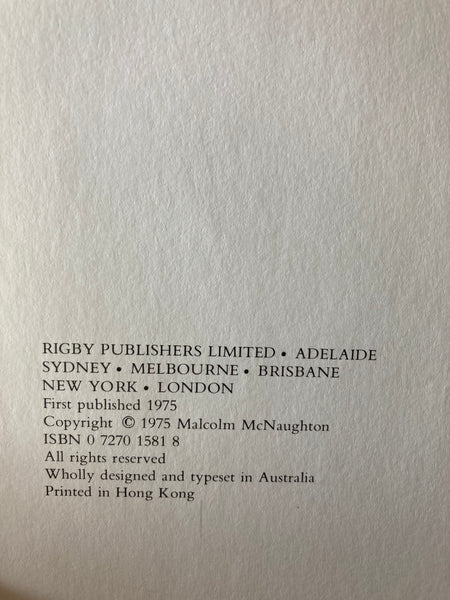 RIGBY PUBLISHERS LIMITED • ADELAIDE
SYDNEY • MELBOURNE • BRISBANE
NEW YORK • LONDON
First published 1975
Copyright © 1975 Malcolm McNaughton
ISBN 0 7270 1581 8
All rights reserved
Wholly designed and typeset in Australia
Printed in Hong Kong